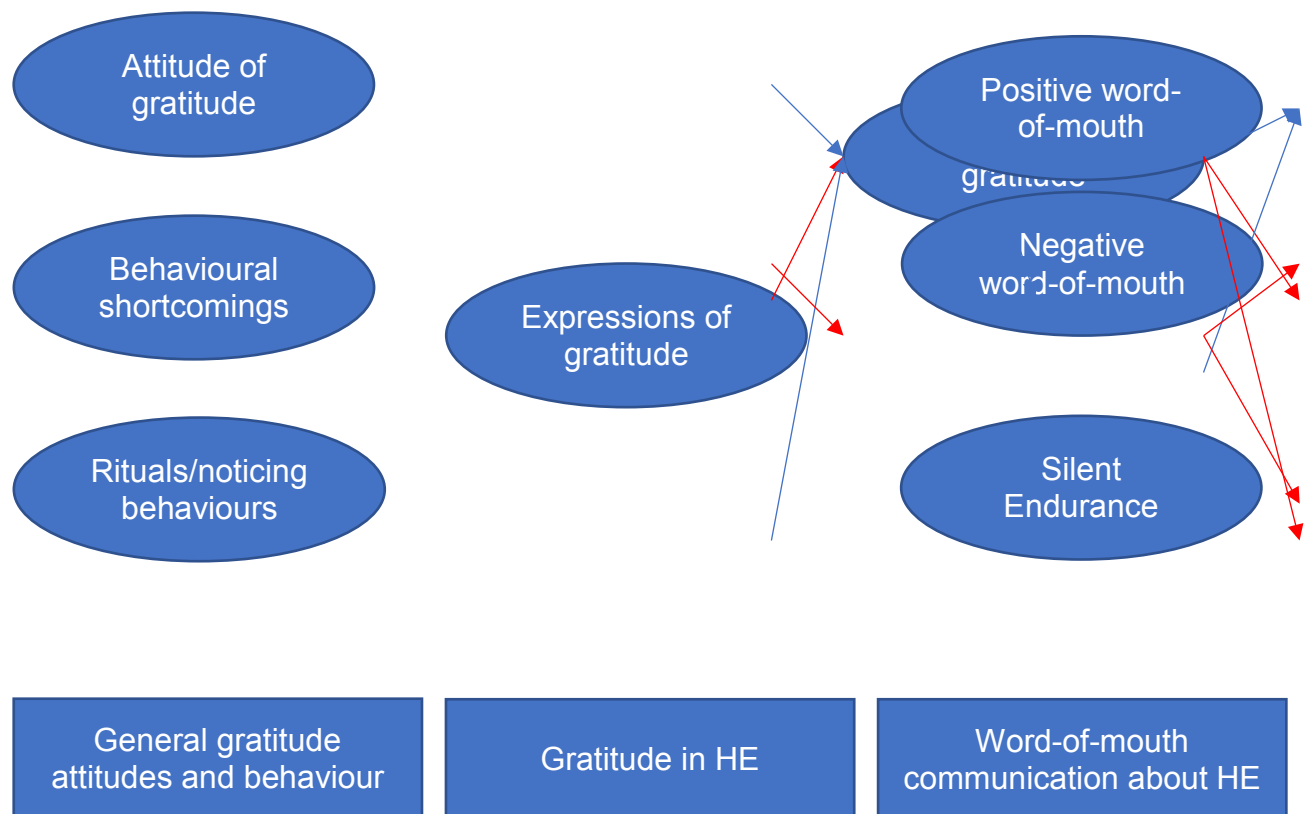 Attitude of
gratitude
Positive word-
of-mouth
gratitude
Behavioural
shortcomings
Negative
word-of-mouth
Expressions of
gratitude
Rituals/noticing
behaviours
Silent
Endurance
General gratitude
attitudes and behaviour
Gratitude in HE
Word-of-mouth
communication about HE